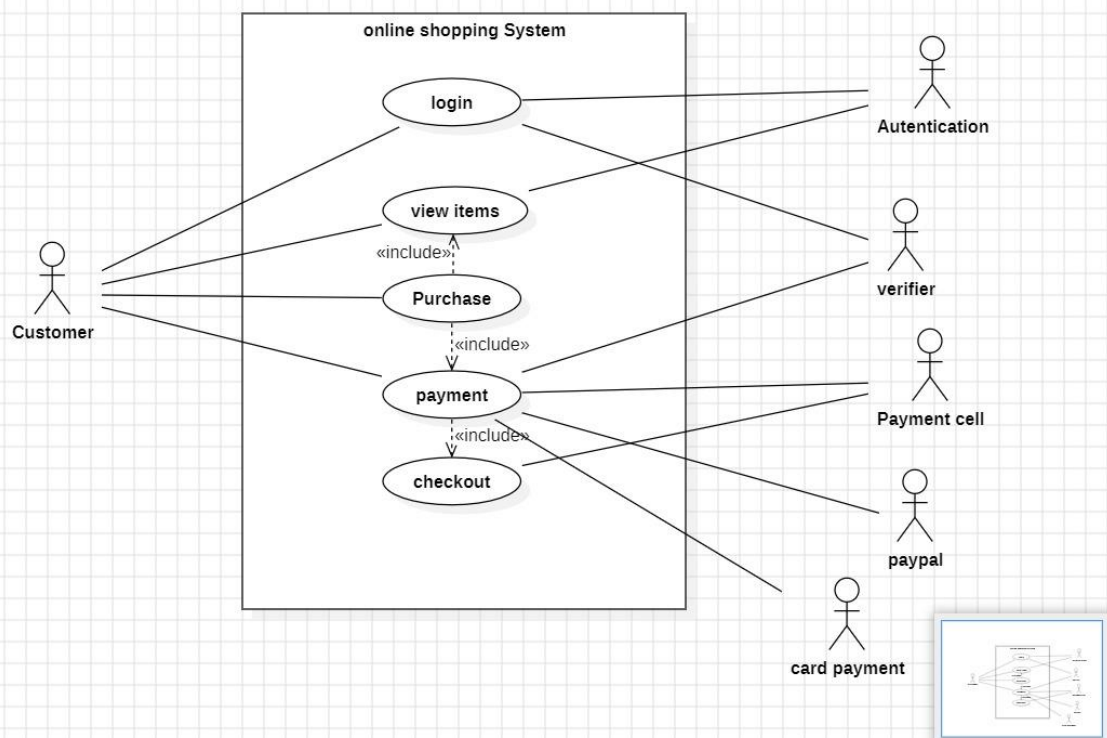 online shopping System
login
Autentication
view items
«include»
Purchase
verifier
Customer
«include»
payment
Payment cell
«include»
checkout
paypal
card payment